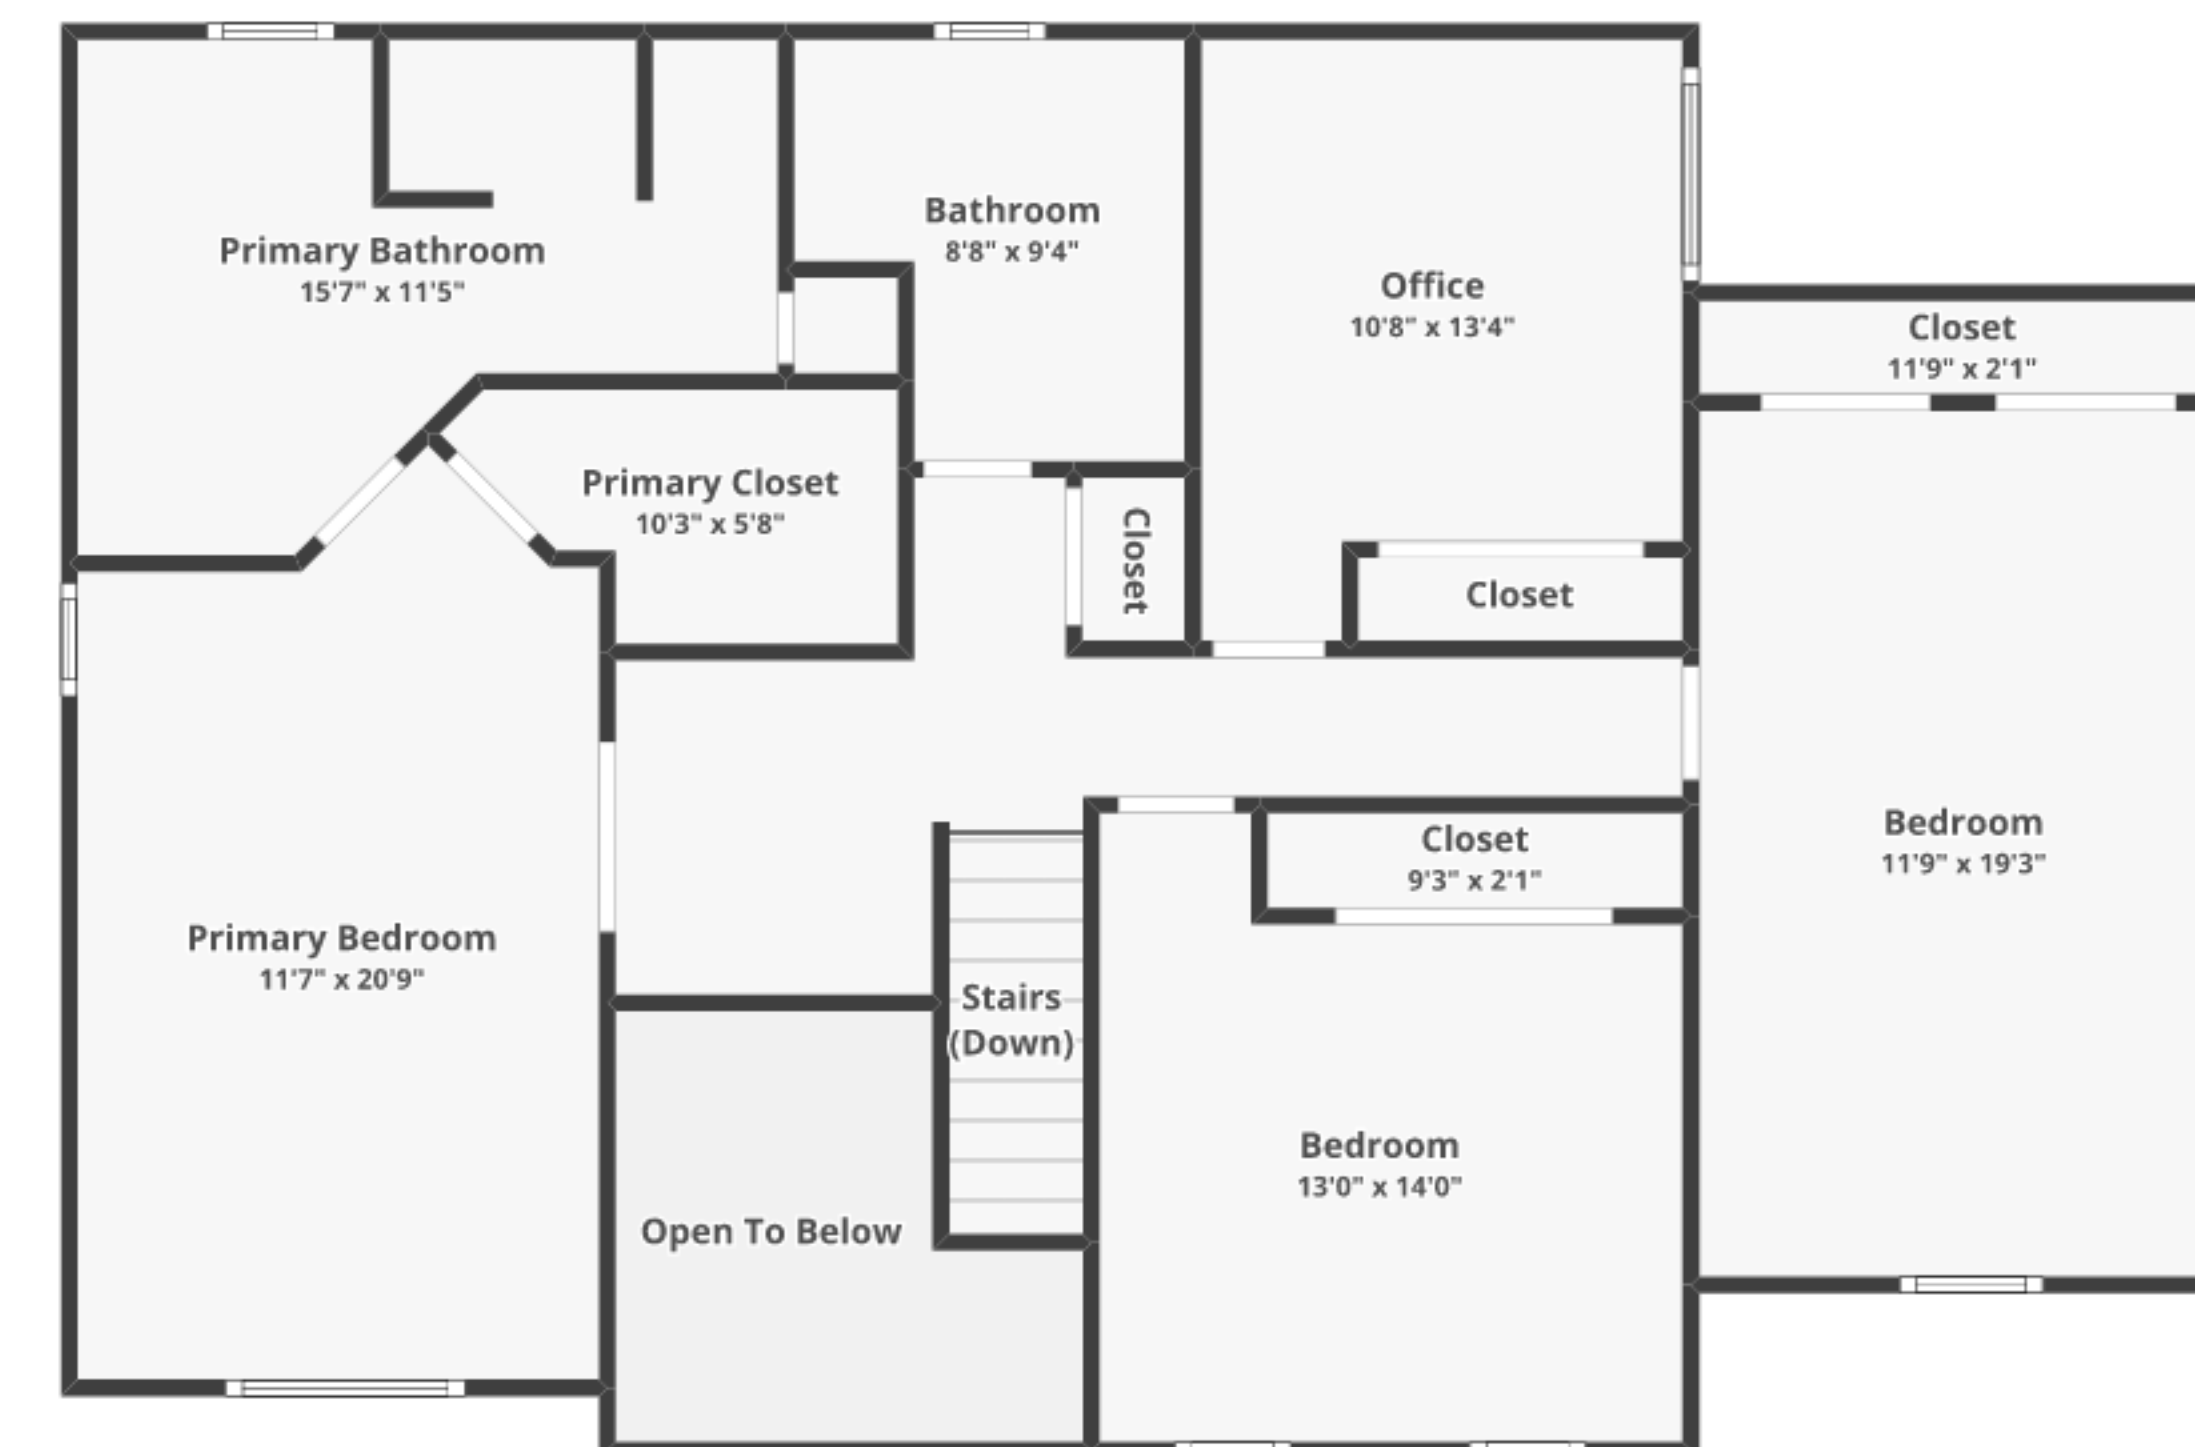 Primary Bathroom
15'7" x 11'5"
Bathroom
8'8" x 9'4"
Office
10'8" x 13'4"
Closet
11'9" x 2'1"
Primary Closet
10'3" x 5'8"
Closet
Closet
Primary Bedroom
11'7" x 20'9"
Closet
9'3" x 2'1"
Bedroom
11'9" x 19'3"
Stairs
(Down)
Bedroom
13'0" x 14'0"
Open To Below